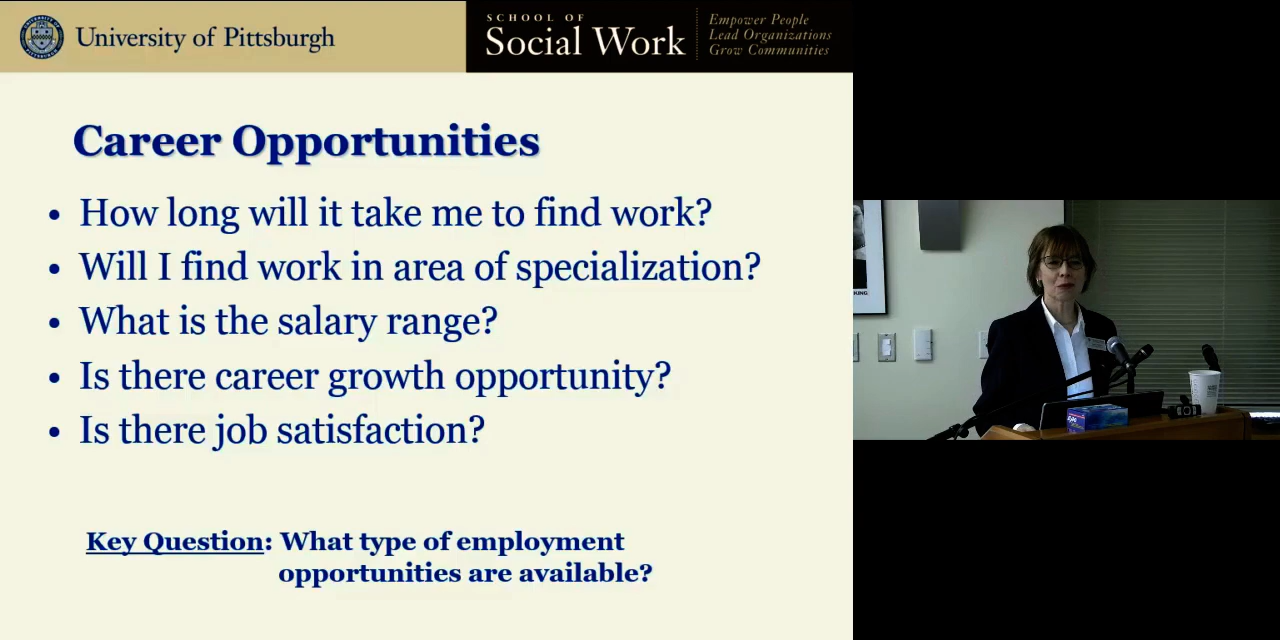 University of Pittsburgh
SCHOOL OF
Social Work
Empower People
Lead Organizations
Grow Communities
Career Opportunities
• How long will it take me to find work?
• Will I find work in area of specialization?
• What is the salary range?
• Is there career growth opportunity?
• Is there job satisfaction?
Key Question: What type of employment
opportunities are available?
KING